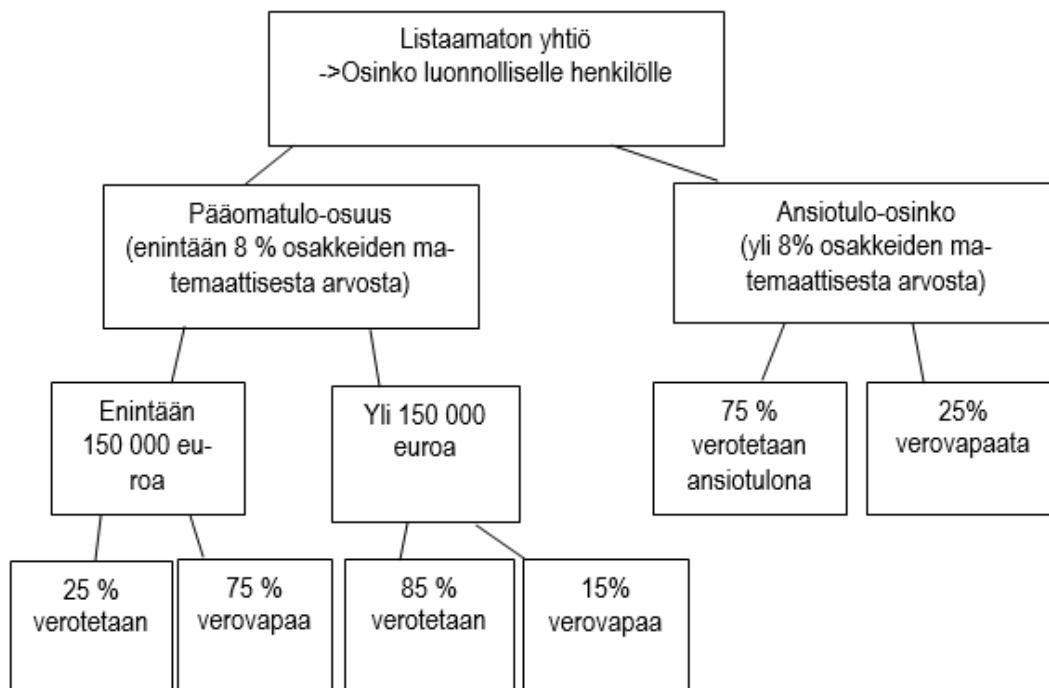 Listaamaton yhtiö
->Osinko luonnolliselle henkilölle
Pääomatulo-osuus
(enintään 8 % osakkeiden ma-
temaattisesta arvosta)
Ansiotulo-osinko
(yli 8% osakkeiden ma-
temaattisesta arvosta)
Enintään
150 000 eu-
roa
Yli 150 000
euroa
75 %
verotetaan
ansiotulona
25%
verovapaata
25 %
verotetaan
75 %
verovapaa
85 %
verotetaan
15%
verovapaa